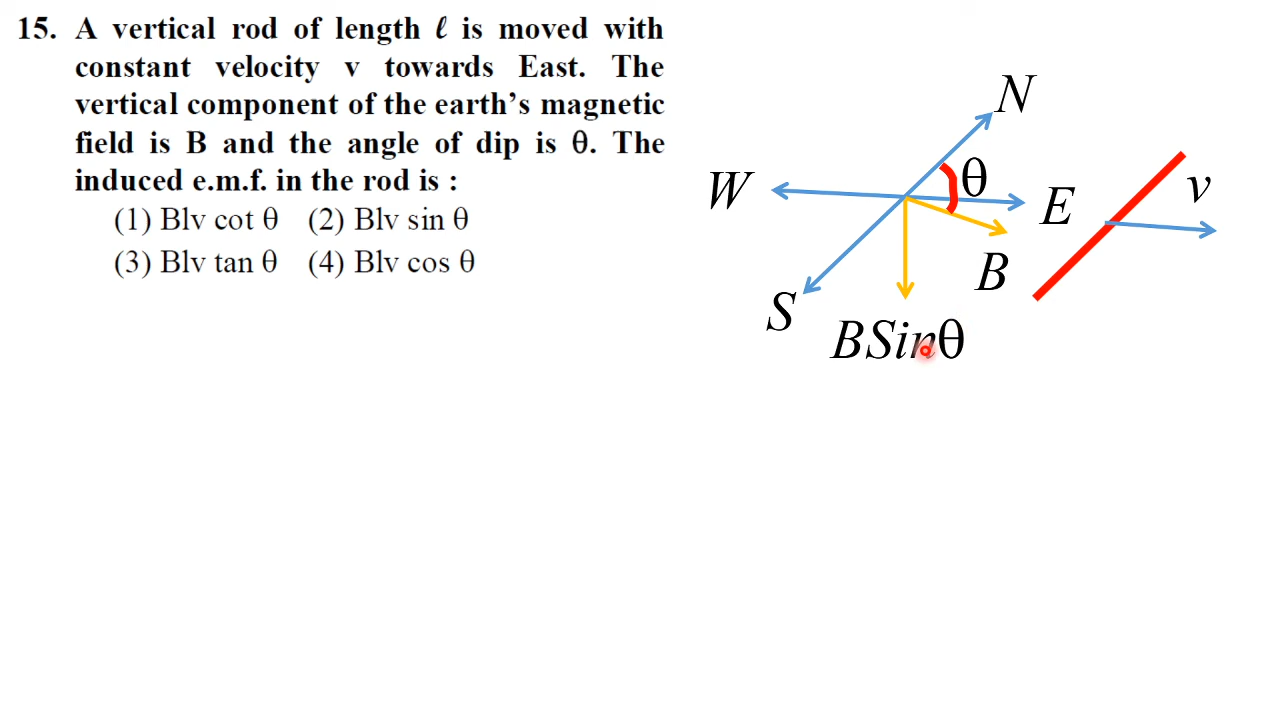 15. A vertical rod of length ℓ is moved with
constant velocity v towards East. The
vertical component of the earth's magnetic
field is B and the angle of dip is θ. The
induced e.m.f. in the rod is :
(1) Blv cot θ (2) Blv sin θ
(3) Blv tan θ (4) Blv cos θ
N
θ
W
E
v
B
S
BSinθ